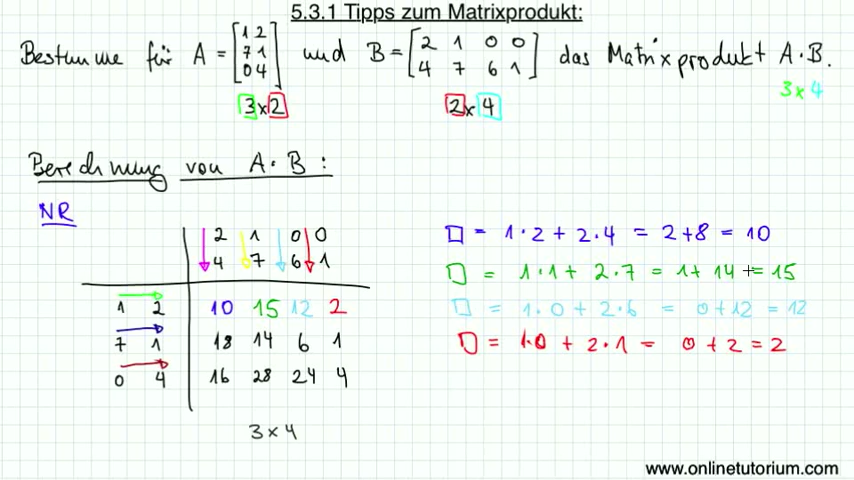 5.3.1 Tipps zum Matrixprodukt:
Bestimme für A = [1 2 7 1 0 4] und B = [2 1 0 0 4 7 6 1] das Matrixprodukt A·B.
3x2 2x4 3x4
Berechnung von A·B:
NR
2 1 0 0
4 7 6 1
1 2 10 15 12 2
7 1 18 14 6 1
0 4 16 28 24 4
3x4
□ = 1·2 + 2·4 = 2+8 = 10
□ = 1·1 + 2·7 = 1+14 = 15
□ = 1·0 + 2·6 = 0+12 = 12
□ = 1·0 + 2·1 = 0+2 = 2
www.onlinetutorium.com